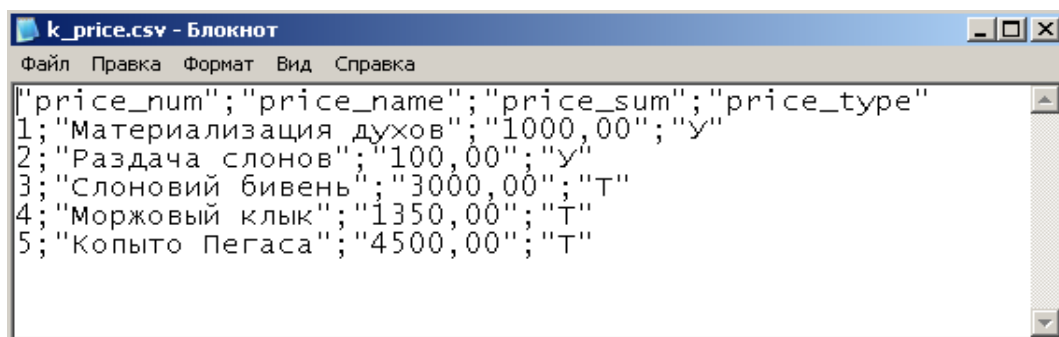 k_price.csv - Блокнот
Файл Правка Формат Вид Справка
"price_num";"price_name";"price_sum";"price_type"
1;"Материализация духов";"1000,00";"У"
2;"Раздача слонов";"100,00";"У"
3;"Слоновий бивень";"3000,00";"Т"
4;"Моржовый клык";"1350,00";"Т"
5;"Копыто Пегаса";"4500,00";"Т"